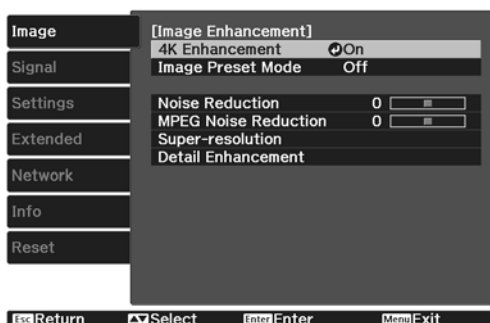 Image
Signal
Settings
Extended
Network
Info
Reset
[Image Enhancement]
4K Enhancement On
Image Preset Mode Off
Noise Reduction 0
MPEG Noise Reduction 0
Super-resolution
Detail Enhancement
Esc Return Select Enter Enter Menu Exit